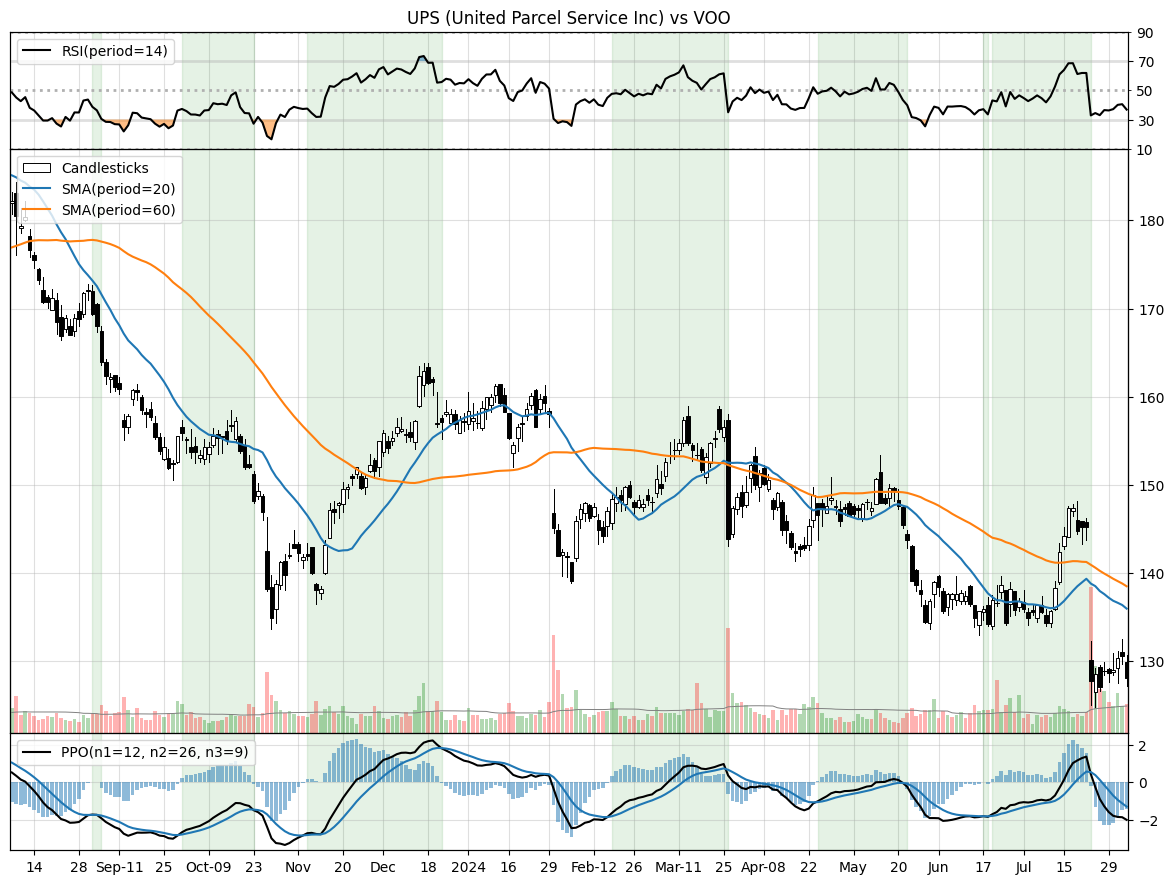 UPS (United Parcel Service Inc) vs VOO
RSI(period=14)
90
70
50
30
10
Candlesticks
SMA(period=20)
SMA(period=60)
180
170
160
150
140
130
PPO(n1=12, n2=26, n3=9)
2
0
−2
14 28 Sep-11 25 Oct-09 23 Nov 20 Dec 18 2024 16 29 Feb-12 26 Mar-11 25 Apr-08 22 May 20 Jun 17 Jul 15 29